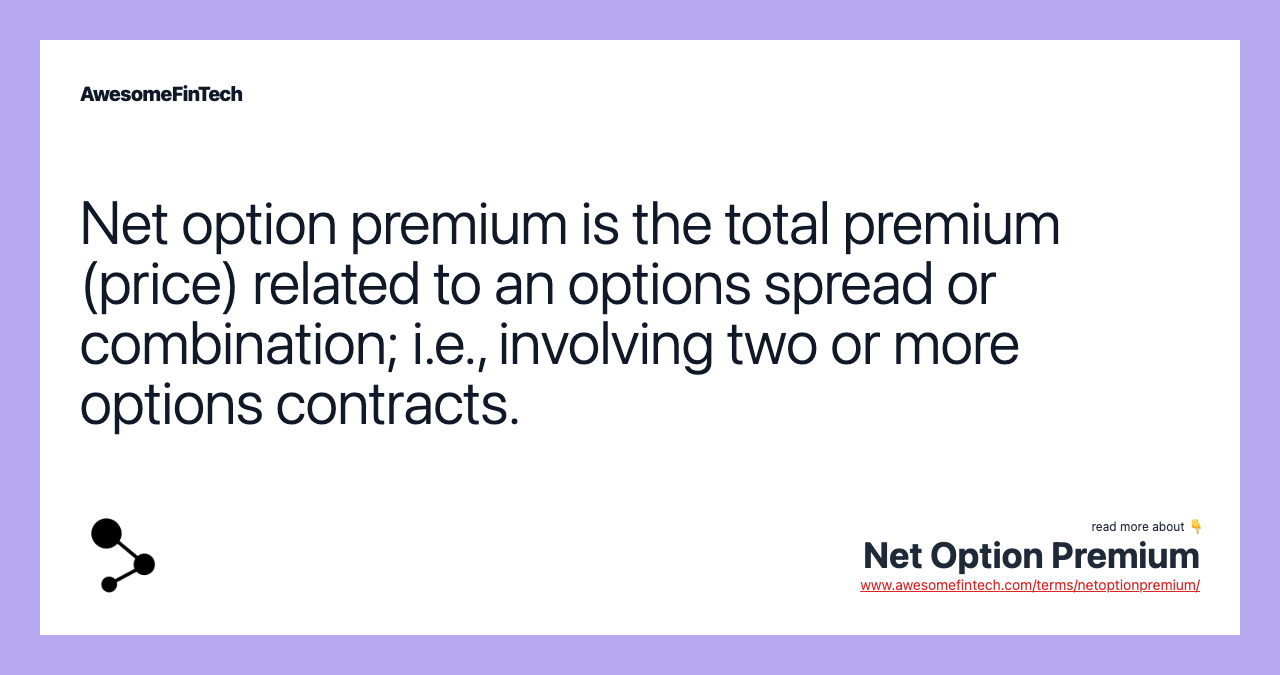 AwesomeFinTech
Net option premium is the total premium
(price) related to an options spread or
combination; i.e., involving two or more
options contracts.
read more about 👇
Net Option Premium
www.awesomefintech.com/terms/netoptionpremium/